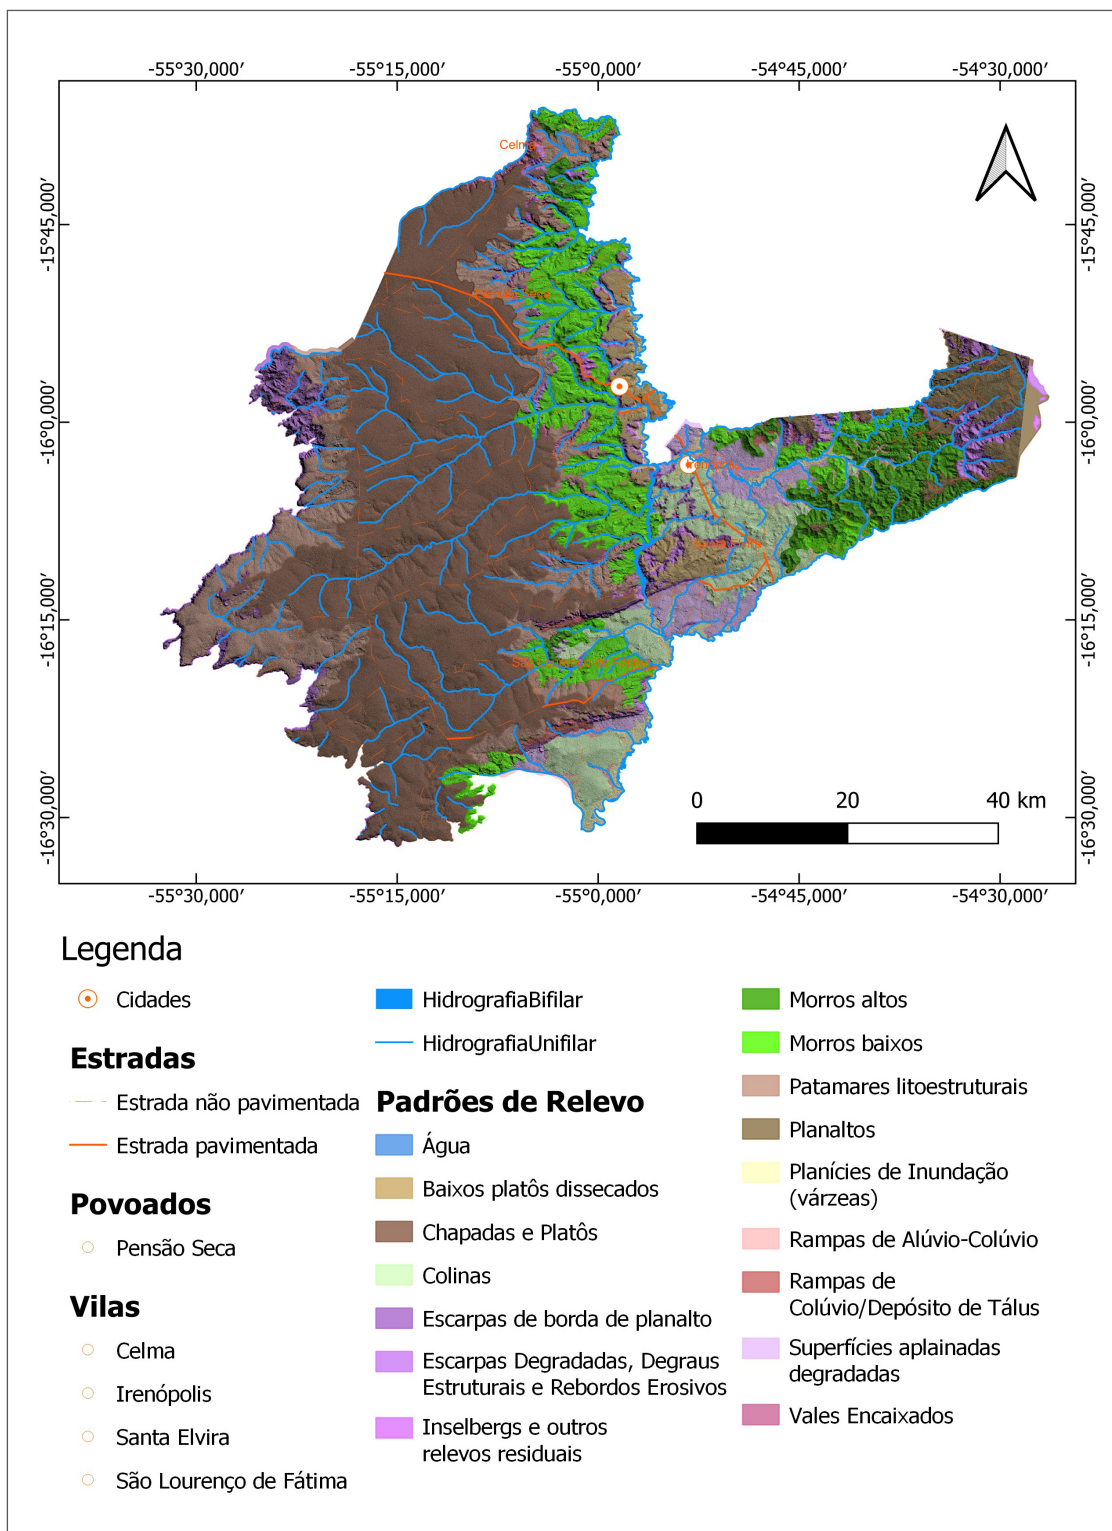 -55°30,000′ -55°15,000′ -55°0,000′ -54°45,000′ -54°30,000′
-15°45,000′ -15°45,000′
-16°0,000′ -16°0,000′
-16°15,000′ -16°15,000′
-16°30,000′ -16°30,000′
Celma
0 20 40 km
-55°30,000′ -55°15,000′ -55°0,000′ -54°45,000′ -54°30,000′
Legenda
Cidades
Estradas
Estrada não pavimentada
Estrada pavimentada
Povoados
Pensão Seca
Vilas
Celma
Irenópolis
Santa Elvira
São Lourenço de Fátima
HidrografiaBifilar
HidrografiaUnifilar
Padrões de Relevo
Água
Baixos platôs dissecados
Chapadas e Platôs
Colinas
Escarpas de borda de planalto
Escarpas Degradadas, Degraus
Estruturais e Rebordos Erosivos
Inselbergs e outros
relevos residuais
Morros altos
Morros baixos
Patamares litoestruturais
Planaltos
Planícies de Inundação
(várzeas)
Rampas de Alúvio-Colúvio
Rampas de
Colúvio/Depósito de Tálus
Superfícies aplainadas
degradadas
Vales Encaixados